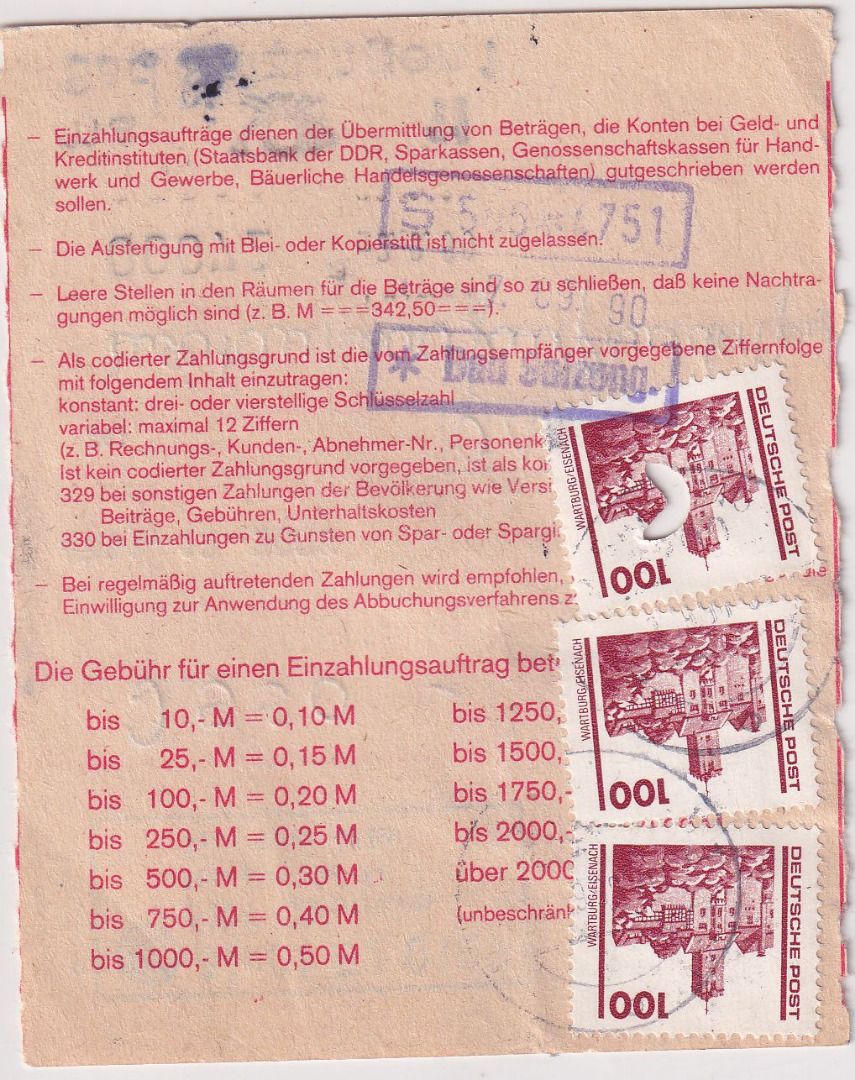 – Einzahlungsaufträge dienen der Übermittlung von Beträgen, die Konten bei Geld- und
Kreditinstituten (Staatsbank der DDR, Sparkassen, Genossenschaftskassen für Hand-
werk und Gewerbe, Bäuerliche Handelsgenossenschaften) gutgeschrieben werden
sollen.
– Die Ausfertigung mit Blei- oder Kopierstift ist nicht zugelassen.
– Leere Stellen in den Räumen für die Beträge sind so zu schließen, daß keine Nachtra-
gungen möglich sind (z. B. M ===342,50===).
90
– Als codierter Zahlungsgrund ist die vom Zahlungsempfänger vorgegebene Ziffernfolge
mit folgendem Inhalt einzutragen:
konstant: drei- oder vierstellige Schlüsselzahl
variabel: maximal 12 Ziffern
(z. B. Rechnungs-, Kunden-, Abnehmer-Nr., Personenk
Ist kein codierter Zahlungsgrund vorgegeben, ist als kon
329 bei sonstigen Zahlungen der Bevölkerung wie Versi
Beiträge, Gebühren, Unterhaltskosten
330 bei Einzahlungen zu Gunsten von Spar- oder Spargi
– Bei regelmäßig auftretenden Zahlungen wird empfohlen,
Einwilligung zur Anwendung des Abbuchungsverfahrens z
Die Gebühr für einen Einzahlungsauftrag bet
bis 10,- M = 0,10 M
bis 25,- M = 0,15 M
bis 100,- M = 0,20 M
bis 250,- M = 0,25 M
bis 500,- M = 0,30 M
bis 750,- M = 0,40 M
bis 1000,- M = 0,50 M
bis 1250,
bis 1500,
bis 1750,-
bis 2000,-
über 2000
(unbeschränk
WARTBURG/EISENACH
DEUTSCHE POST
100
WARTBURG/EISENACH
DEUTSCHE POST
100
WARTBURG/EISENACH
DEUTSCHE POST
100